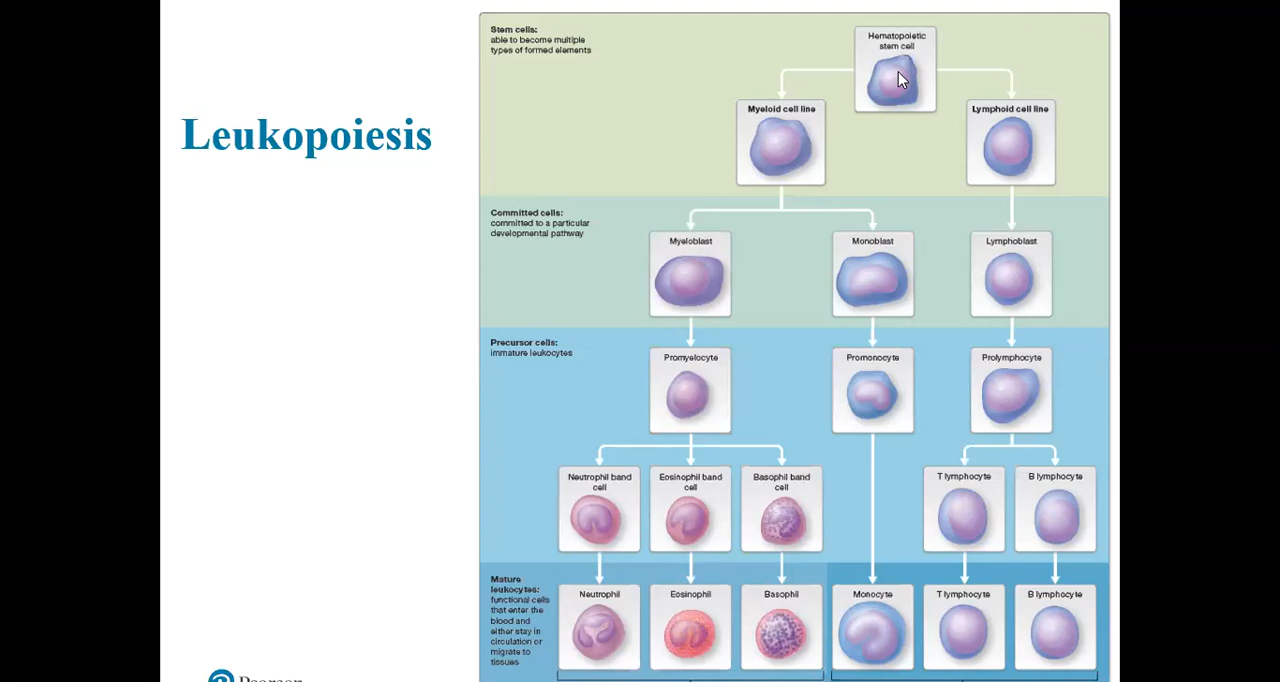 Leukopoiesis
Stem cells:
able to become multiple
types of formed elements
Hematopoietic
stem cell
Myeloid cell line
Lymphoid cell line
Committed cells:
committed to a particular
developmental pathway
Myeloblast
Monoblast
Lymphoblast
Precursor cells:
immature leukocytes
Promyelocyte
Promonocyte
Prolymphocyte
Neutrophil band
cell
Eosinophil band
cell
Basophil band
cell
T lymphocyte
B lymphocyte
Mature
leukocytes:
functional cells
that enter the
blood and
either stay in
circulation or
migrate to
tissues
Neutrophil
Eosinophil
Basophil
Monocyte
T lymphocyte
B lymphocyte
Pearson